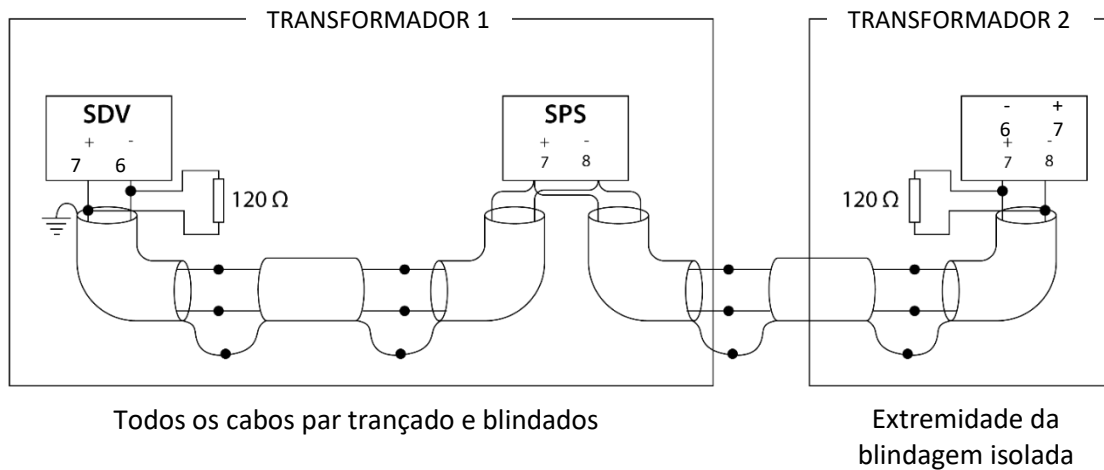 TRANSFORMADOR 1
TRANSFORMADOR 2
SDV
+ -
7 6
120 Ω
SPS
+ -
7 8
- +
6 7
+ -
7 8
120 Ω
Todos os cabos par trançado e blindados
Extremidade da
blindagem isolada